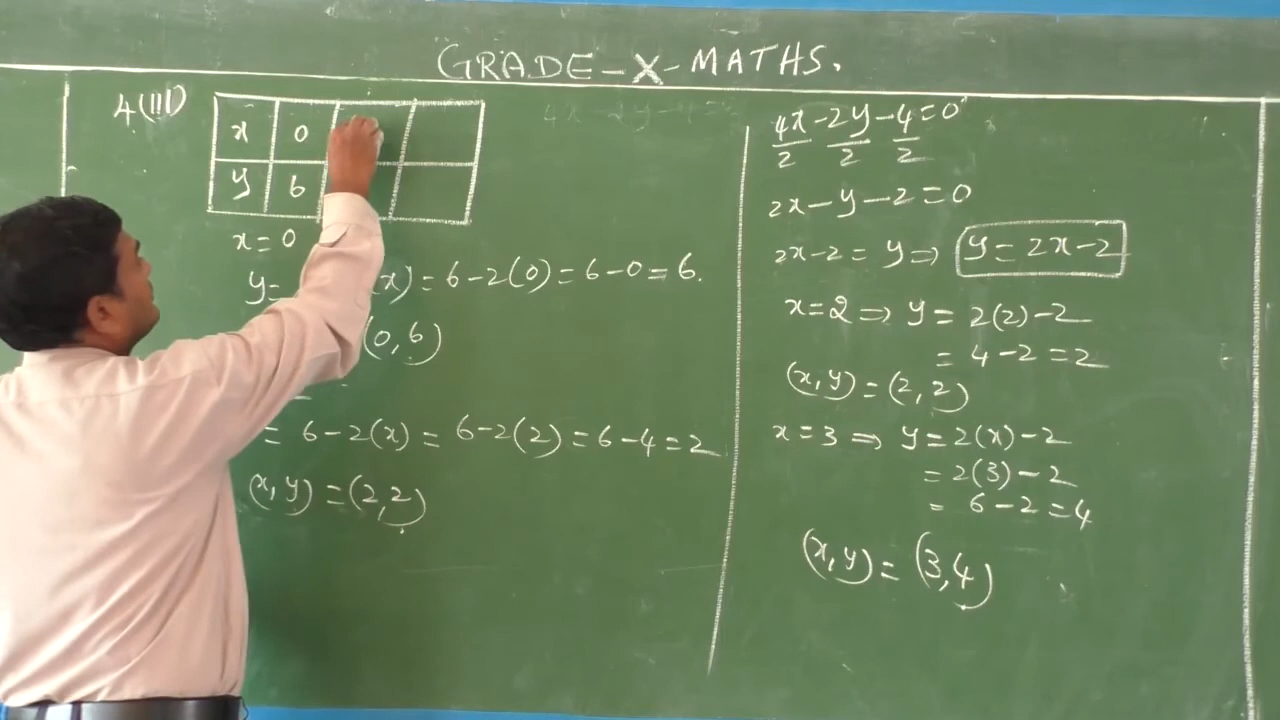 GRADE-X-MATHS.
4(III)
x 0
y 6
x=0
y= x)=6-2(0)=6-0=6.
(0,6)
= 6-2(x)=6-2(2)=6-4=2
(x,y)=(2,2)
4x-2y-4=0
2 2 2
2x-y-2=0
2x-2=y⇒ y=2x-2
x=2⇒ y=2(2)-2
=4-2=2
(x,y)=(2,2)
x=3⇒ y=2(x)-2
=2(3)-2
=6-2=4
(x,y)=(3,4)